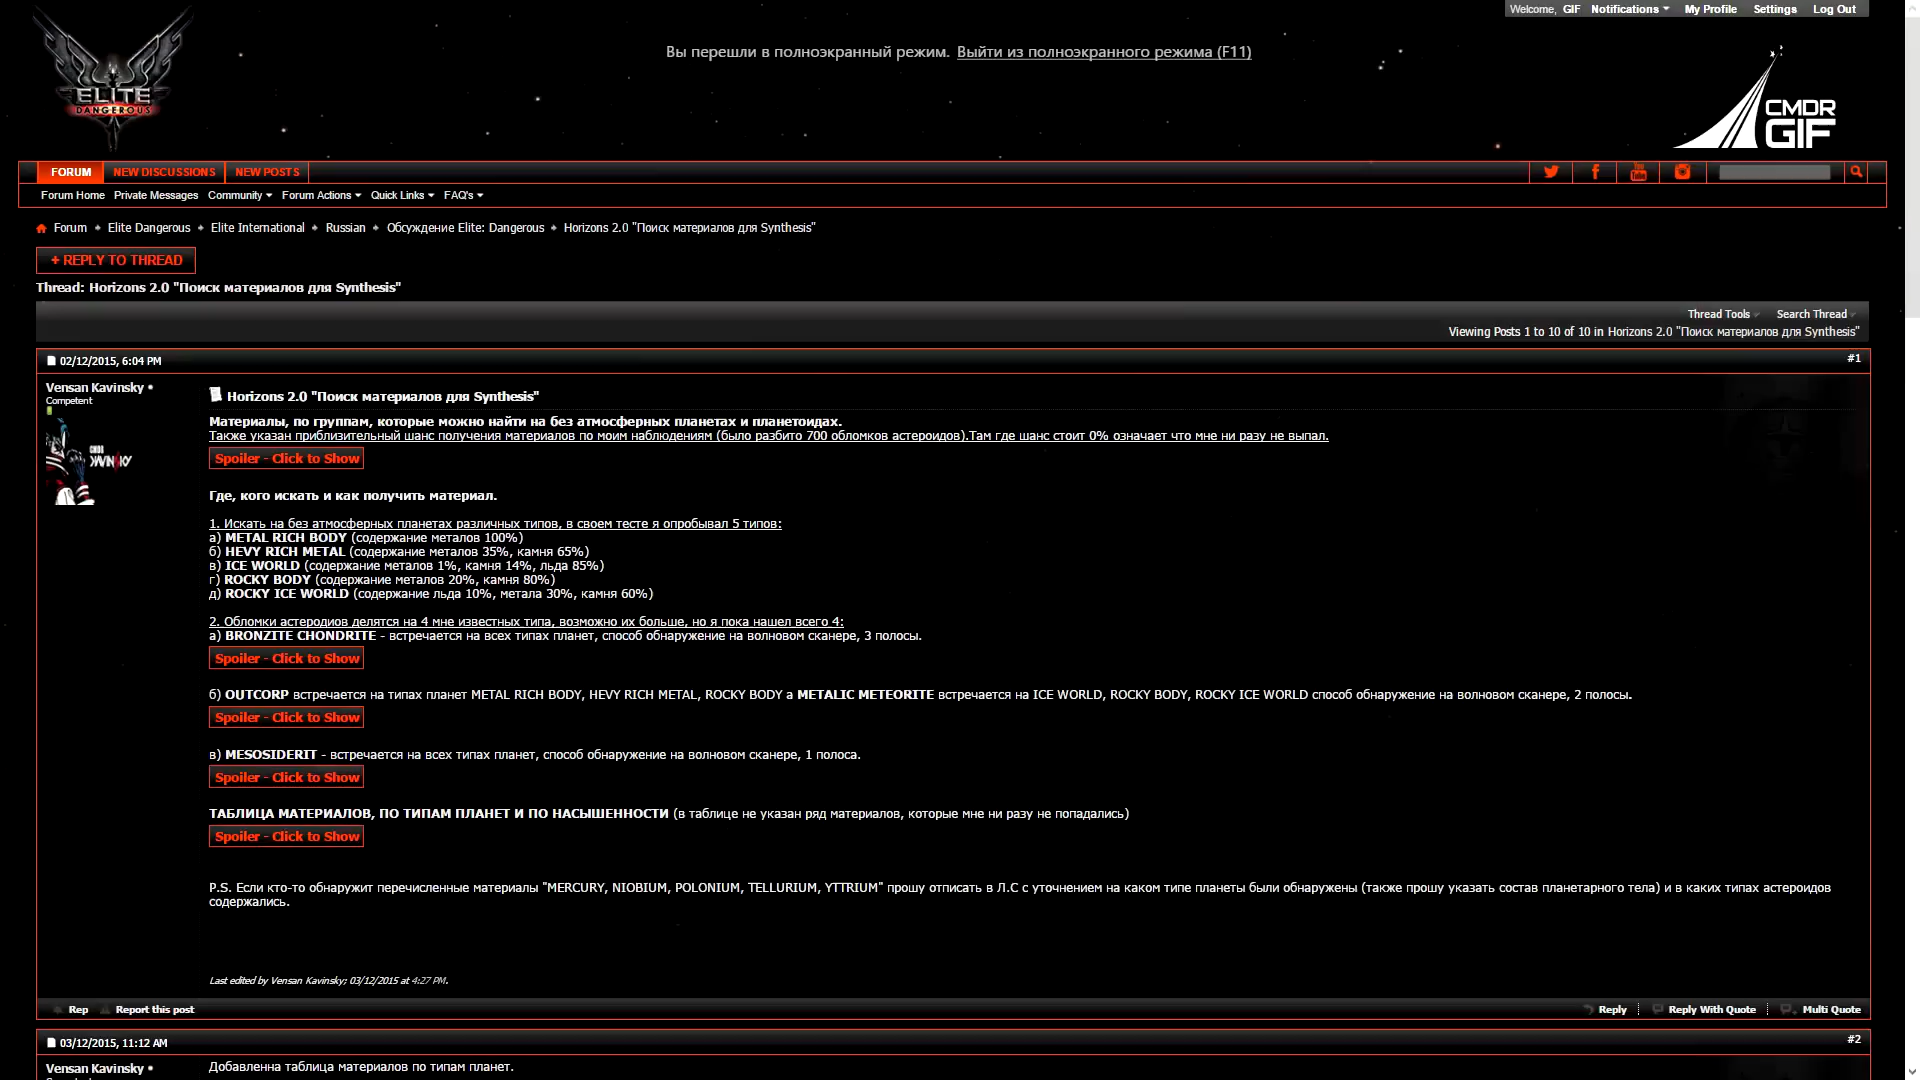 Welcome, GIF Notifications My Profile Settings Log Out
ELITE
DANGEROUS
Вы перешли в полноэкранный режим. Выйти из полноэкранного режима (F11)
CMDR
GIF
FORUM NEW DISCUSSIONS NEW POSTS
Forum Home Private Messages Community Forum Actions Quick Links FAQ's
Forum Elite Dangerous Elite International Russian Обсуждение Elite: Dangerous Horizons 2.0 "Поиск материалов для Synthesis"
+ REPLY TO THREAD
Thread: Horizons 2.0 "Поиск материалов для Synthesis"
Thread Tools Search Thread
Viewing Posts 1 to 10 of 10 in Horizons 2.0 "Поиск материалов для Synthesis"
02/12/2015, 6:04 PM #1
Vensan Kavinsky
Competent
Horizons 2.0 "Поиск материалов для Synthesis"
Материалы, по группам, которые можно найти на без атмосферных планетах и планетоидах.
Также указан приблизительный шанс получения материалов по моим наблюдениям (было разбито 700 обломков астероидов).Там где шанс стоит 0% означает что мне ни разу не выпал.
Spoiler - Click to Show
Где, кого искать и как получить материал.
1. Искать на без атмосферных планетах различных типов, в своем тесте я опробывал 5 типов:
а) METAL RICH BODY (содержание металов 100%)
б) HEVY RICH METAL (содержание металов 35%, камня 65%)
в) ICE WORLD (содержание металов 1%, камня 14%, льда 85%)
г) ROCKY BODY (содержание металов 20%, камня 80%)
д) ROCKY ICE WORLD (содержание льда 10%, метала 30%, камня 60%)
2. Обломки астеродиов делятся на 4 мне известных типа, возможно их больше, но я пока нашел всего 4:
а) BRONZITE CHONDRITE - встречается на всех типах планет, способ обнаружение на волновом сканере, 3 полосы.
Spoiler - Click to Show
б) OUTCORP встречается на типах планет METAL RICH BODY, HEVY RICH METAL, ROCKY BODY а METALIC METEORITE встречается на ICE WORLD, ROCKY BODY, ROCKY ICE WORLD способ обнаружение на волновом сканере, 2 полосы.
Spoiler - Click to Show
в) MESOSIDERIT - встречается на всех типах планет, способ обнаружение на волновом сканере, 1 полоса.
Spoiler - Click to Show
ТАБЛИЦА МАТЕРИАЛОВ, ПО ТИПАМ ПЛАНЕТ И ПО НАСЫШЕННОСТИ (в таблице не указан ряд материалов, которые мне ни разу не попадались)
Spoiler - Click to Show
P.S. Если кто-то обнаружит перечисленные материалы "MERCURY, NIOBIUM, POLONIUM, TELLURIUM, YTTRIUM" прошу отписать в Л.С с уточнением на каком типе планеты были обнаружены (также прошу указать состав планетарного тела) и в каких типах астероидов
содержались.
Last edited by Vensan Kavinsky; 03/12/2015 at 4:27 PM.
Rep Report this post Reply Reply With Quote Multi Quote
03/12/2015, 11:12 AM #2
Vensan Kavinsky
Добавленна таблица материалов по типам планет.